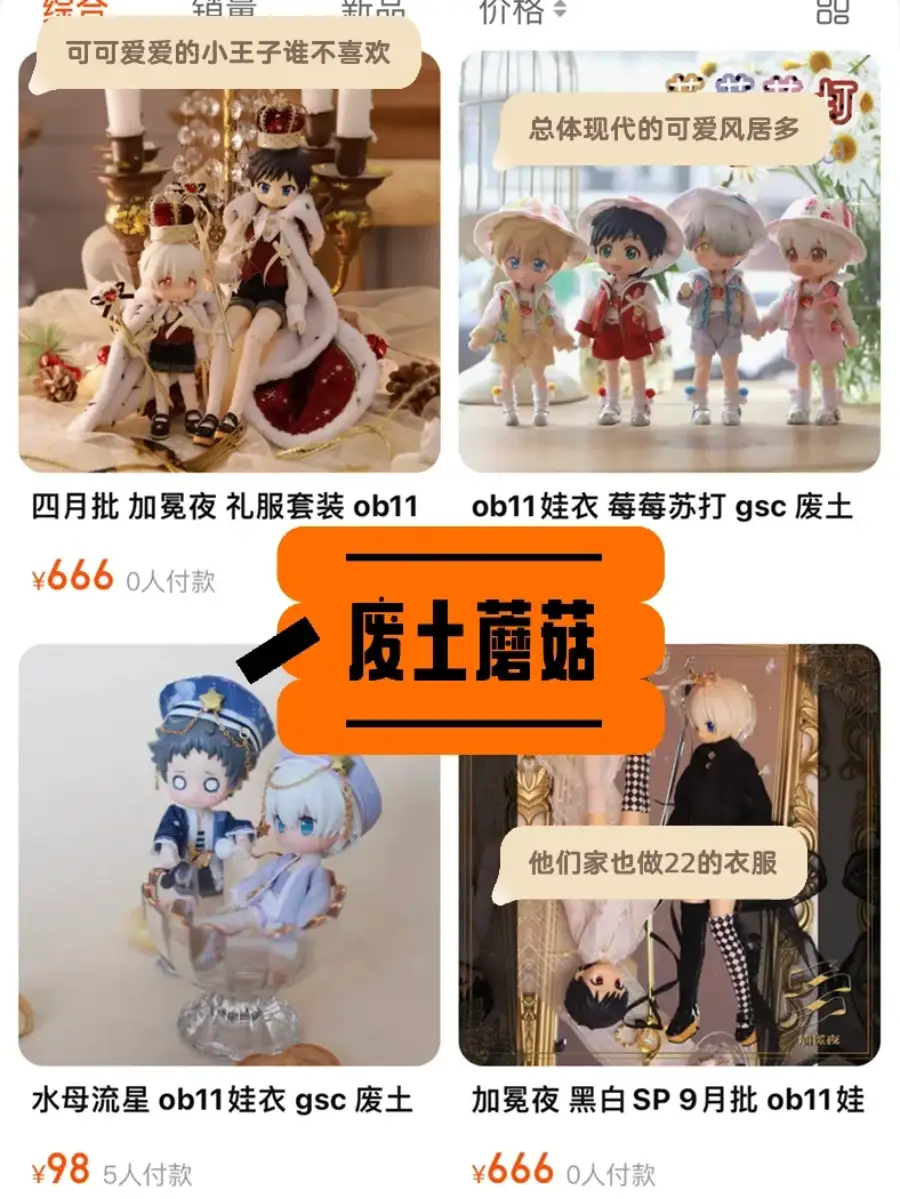 综合 销量 新品 价格
可可爱爱的小王子谁不喜欢
总体现代的可爱风居多
四月批 加冕夜 礼服套装 ob11
ob11娃衣 莓莓苏打 gsc 废土
¥666 0人付款
废土蘑菇
他们家也做22的衣服
水母流星 ob11娃衣 gsc 废土
加冕夜 黑白SP 9月批 ob11娃
¥98 5人付款
¥666 0人付款